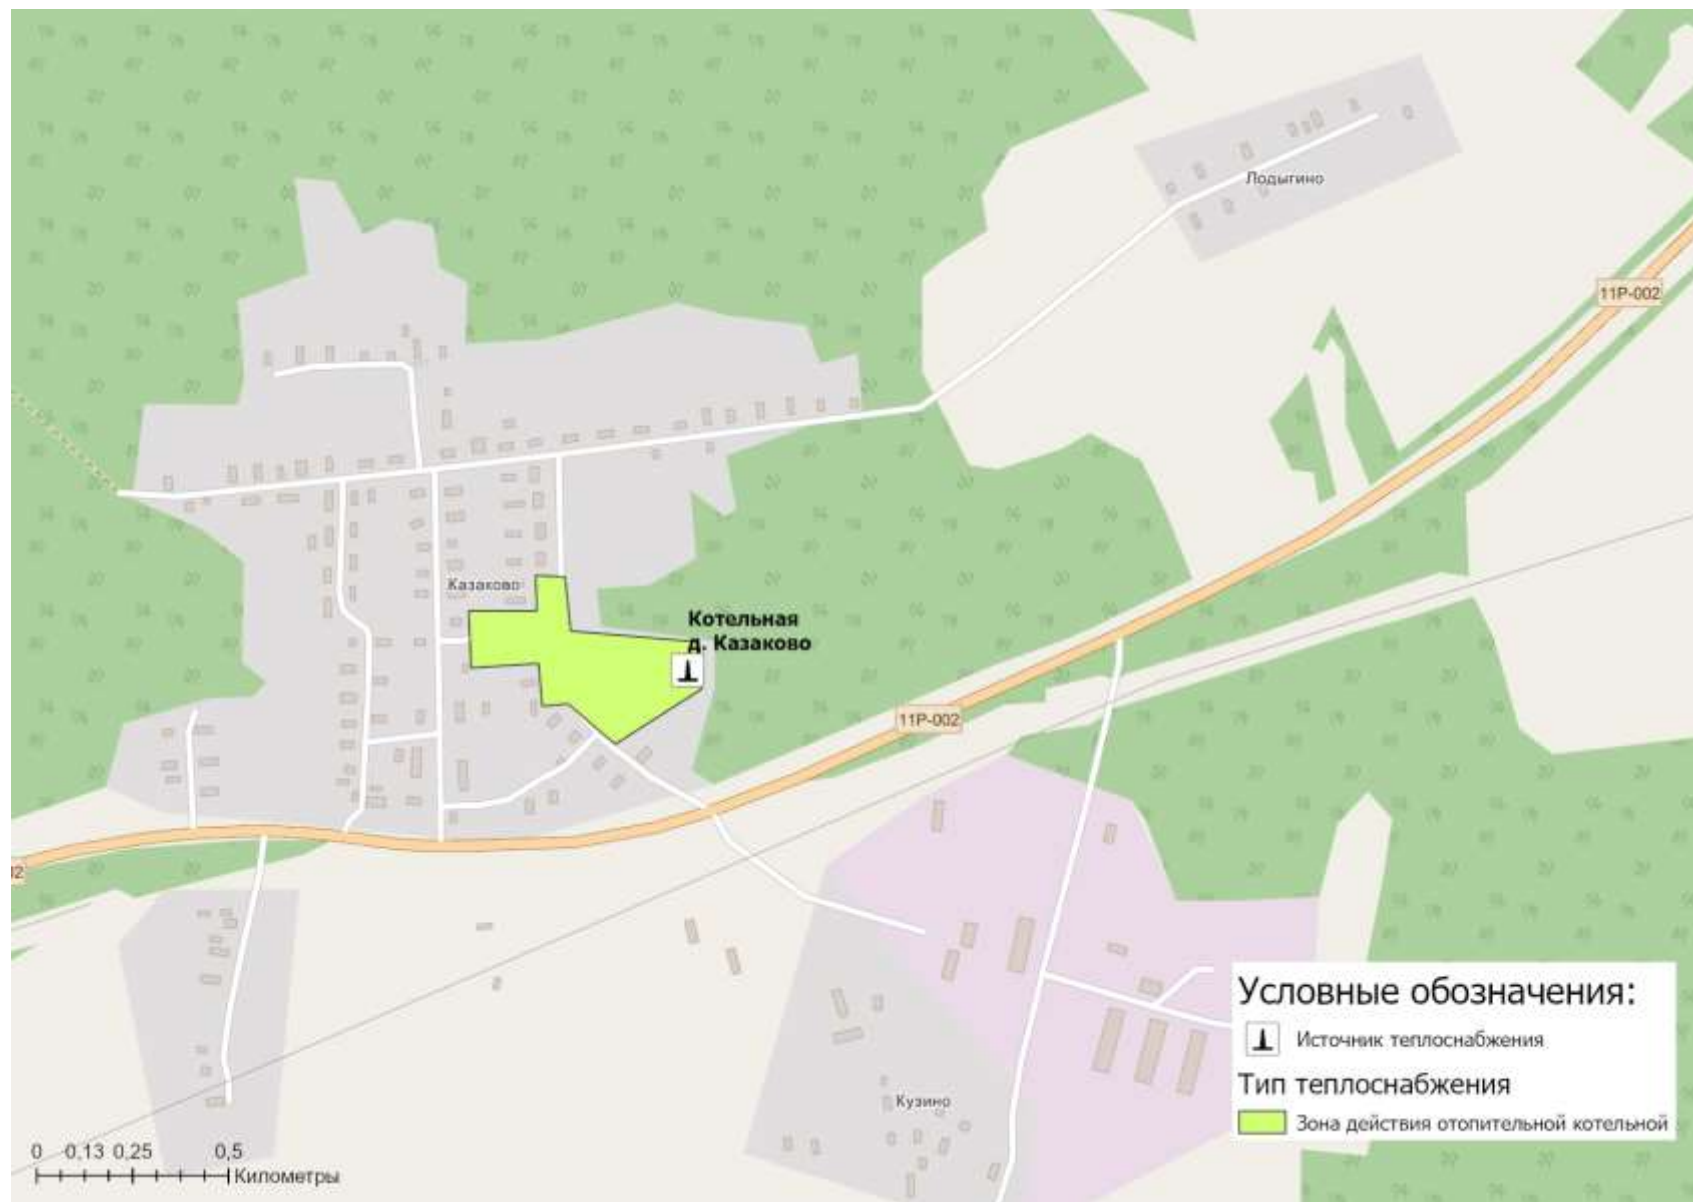 Лодыгино
11Р-002
Казаково
Котельная
д. Казаково
11Р-002
02
Условные обозначения:
Источник теплоснабжения
Тип теплоснабжения
Зона действия отопительной котельной
Кузино
0 0,13 0,25 0,5
Километры